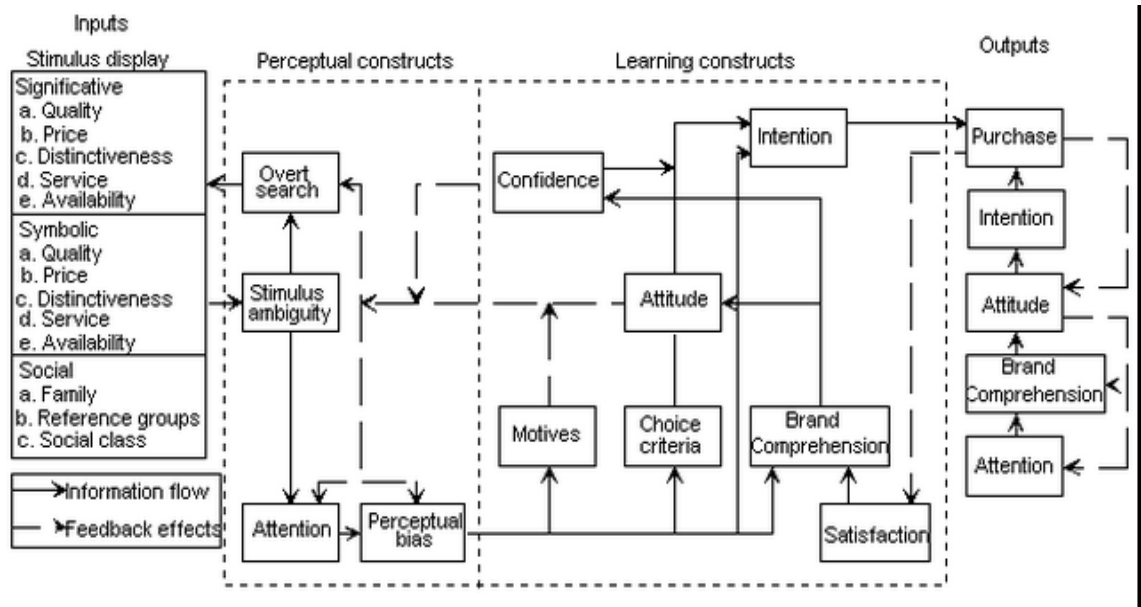 Inputs
Stimulus display
Significative
a. Quality
b. Price
c. Distinctiveness
d. Service
e. Availability
Symbolic
a. Quality
b. Price
c. Distinctiveness
d. Service
e. Availability
Social
a. Family
b. Reference groups
c. Social class
Information flow
Feedback effects
Perceptual constructs
Overt
search
Stimulus
ambiguity
Attention
Perceptual
bias
Learning constructs
Intention
Confidence
Attitude
Motives
Choice
criteria
Brand
Comprehension
Satisfaction
Outputs
Purchase
Intention
Attitude
Brand
Comprehension
Attention